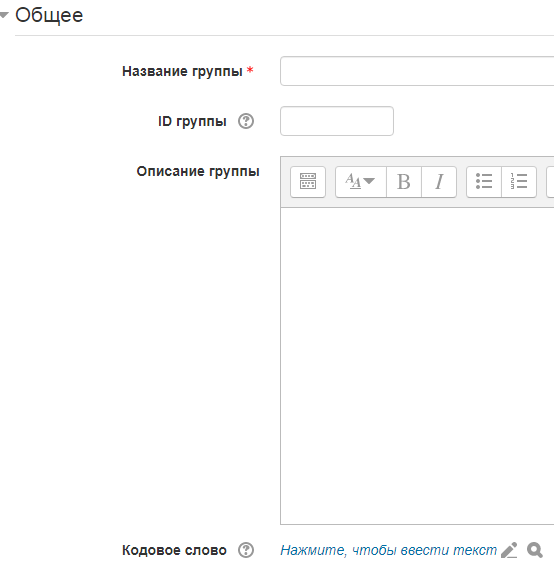 Общее
Название группы *
ID группы
Описание группы
Кодовое слово Нажмите, чтобы ввести текст